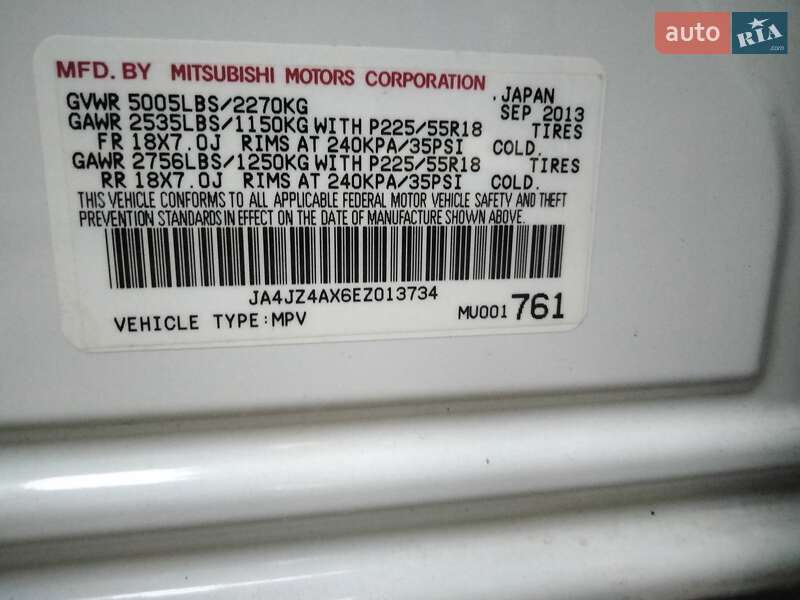 auto RIA
MFD. BY MITSUBISHI MOTORS CORPORATION
GVWR 5005LBS/2270KG JAPAN
SEP 2013
GAWR 2535LBS/1150KG WITH P225/55R18 TIRES
FR 18X7.0J RIMS AT 240KPA/35PSI COLD.
GAWR 2756LBS/1250KG WITH P225/55R18 TIRES
RR 18X7.0J RIMS AT 240KPA/35PSI COLD.
THIS VEHICLE CONFORMS TO ALL APPLICABLE FEDERAL MOTOR VEHICLE SAFETY AND THEFT
PREVENTION STANDARDS IN EFFECT ON THE DATE OF MANUFACTURE SHOWN ABOVE.
JA4JZ4AX6EZ013734
VEHICLE TYPE:MPV MU001 761